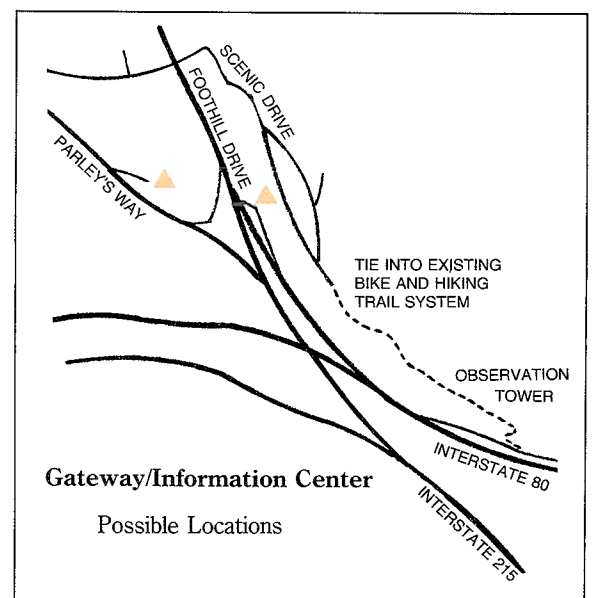 SCENIC DRIVE
FOOTHILL DRIVE
PARLEY'S WAY
TIE INTO EXISTING
BIKE AND HIKING
TRAIL SYSTEM
OBSERVATION
TOWER
INTERSTATE 80
Gateway/Information Center
INTERSTATE 215
Possible Locations